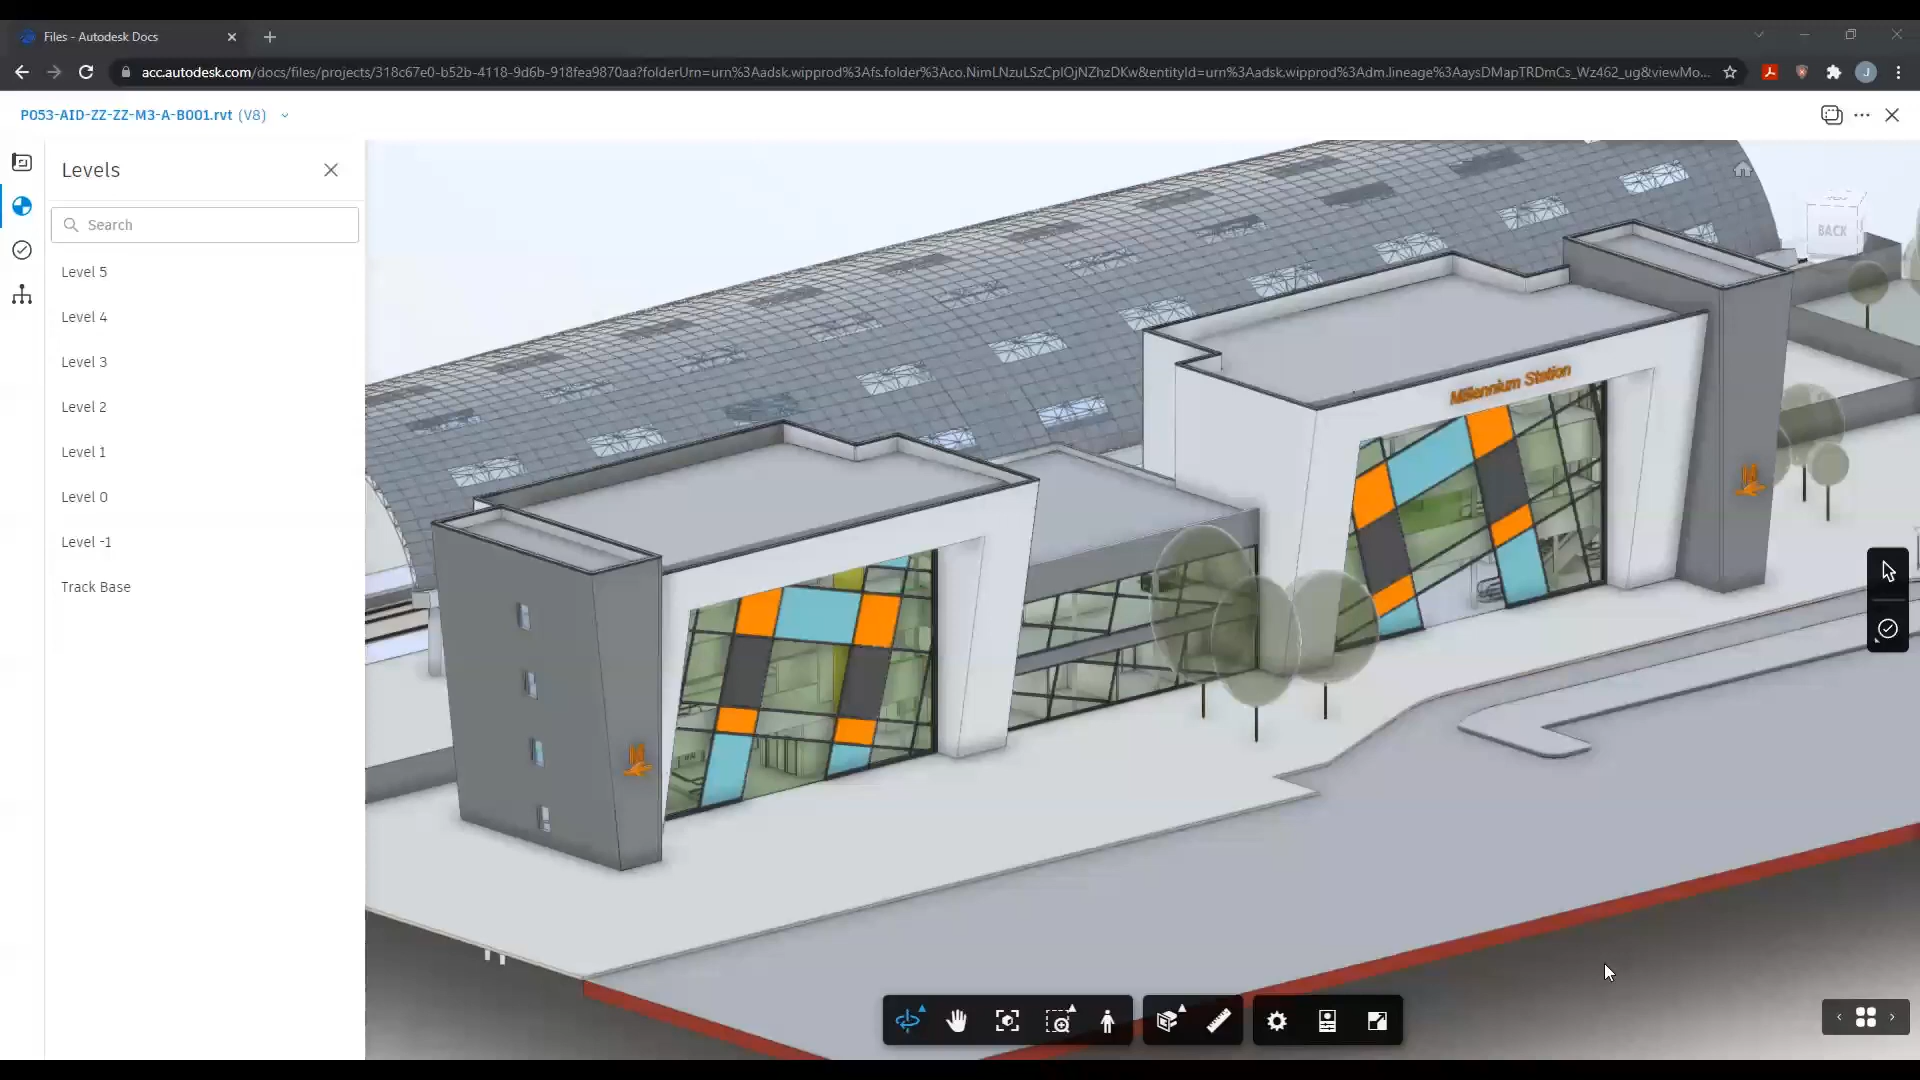 Files - Autodesk Docs
acc.autodesk.com/docs/files/projects/318c67e0-b52b-4118-9d6b-918fea9870aa?folderUrn=urn%3Aadsk.wipprod%3Afs.folder%3Aco.NimLNzuLSzCplOjNZhzDKw&entityId=urn%3Aadsk.wipprod%3Adm.lineage%3AaysDMapTRDmCs_Wz462_ug&viewMo...
J
P053-AID-ZZ-ZZ-M3-A-B001.rvt (V8)
Levels
Search
Level 5
Level 4
Level 3
Level 2
Level 1
Level 0
Level -1
Track Base
BACK
Millennium Station